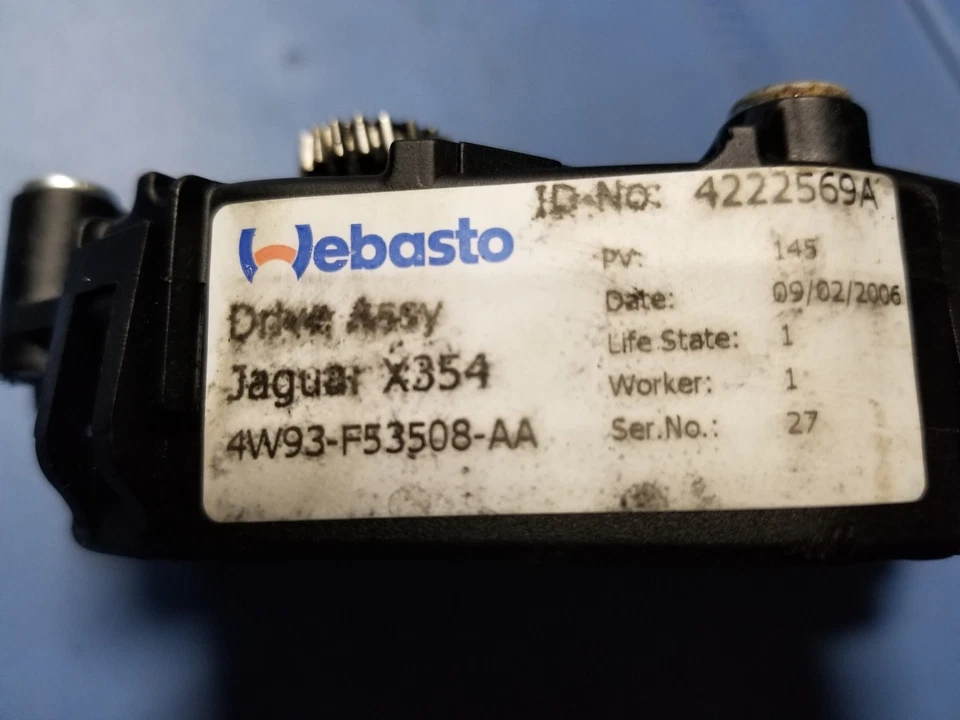 Webasto
Drive Assy
Jaguar X354
4W93-F53508-AA
ID-No: 4222569A
PV: 145
Date: 09/02/2006
Life State: 1
Worker: 1
Ser.No.: 27